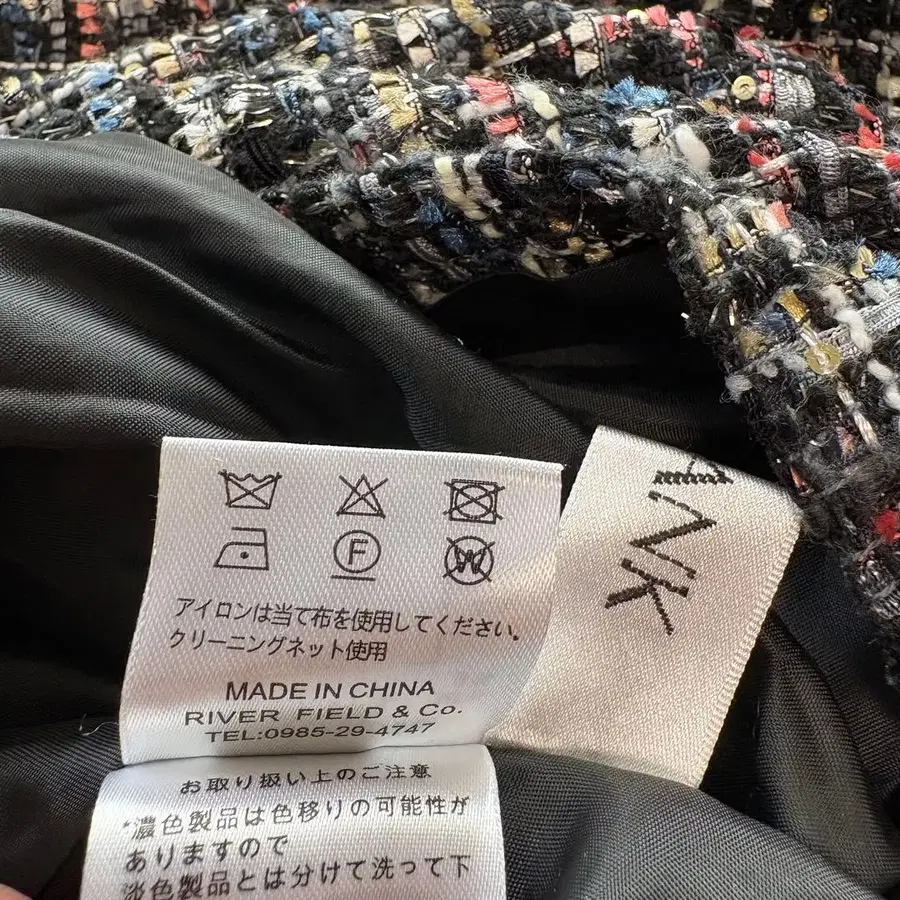 F
W
アイロンは当て布を使用してください。
クリーニングネット使用
MADE IN CHINA
RIVER FIELD & Co.
TEL:0985-29-4747
お取り扱い上のご注意
*濃色製品は色移りの可能性が
ありますので
淡色製品とは分けて洗って下